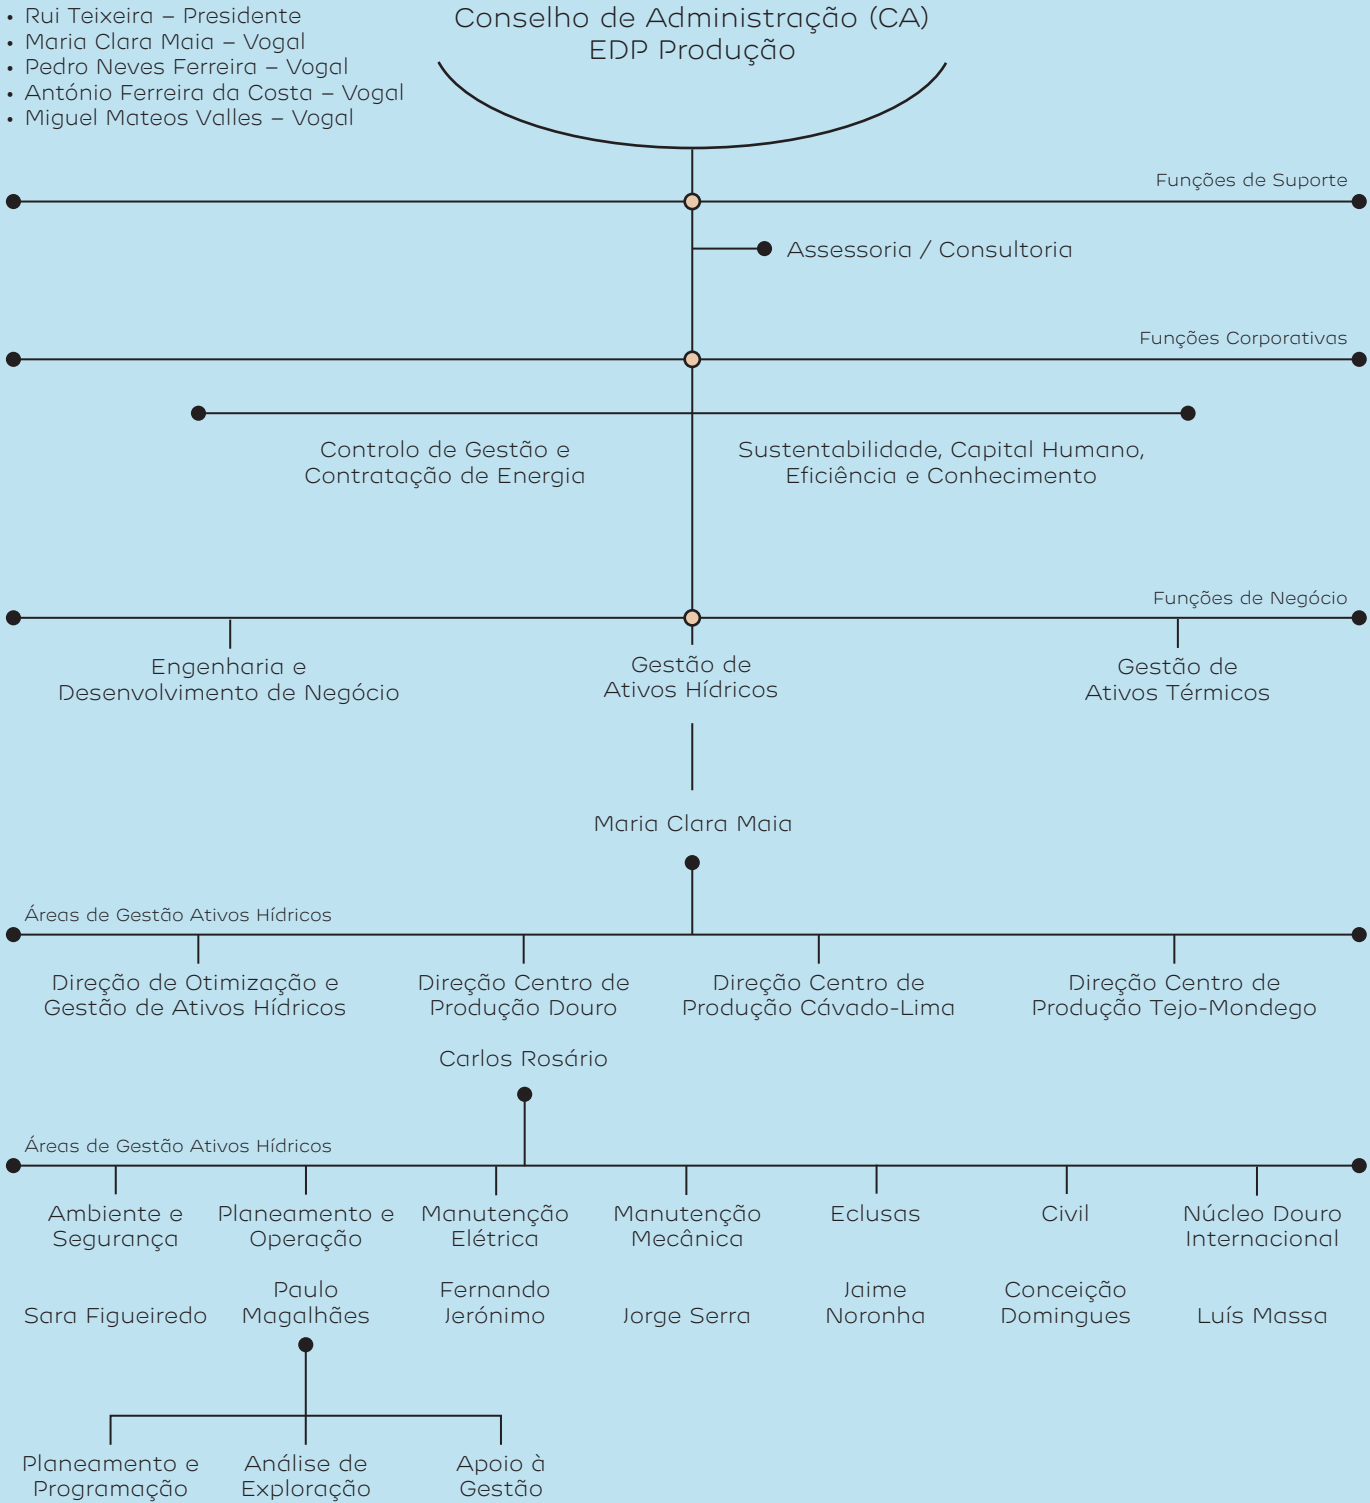 • Rui Teixeira – Presidente
• Maria Clara Maia – Vogal
• Pedro Neves Ferreira – Vogal
• António Ferreira da Costa – Vogal
• Miguel Mateos Valles – Vogal
Conselho de Administração (CA)
EDP Produção
Funções de Suporte
Assessoria / Consultoria
Funções Corporativas
Controlo de Gestão e
Contratação de Energia
Sustentabilidade, Capital Humano,
Eficiência e Conhecimento
Funções de Negócio
Engenharia e
Desenvolvimento de Negócio
Gestão de
Ativos Hídricos
Gestão de
Ativos Térmicos
Maria Clara Maia
Áreas de Gestão Ativos Hídricos
Direção de Otimização e
Gestão de Ativos Hídricos
Direção Centro de
Produção Douro
Direção Centro de
Produção Cávado-Lima
Direção Centro de
Produção Tejo-Mondego
Carlos Rosário
Áreas de Gestão Ativos Hídricos
Ambiente e
Segurança
Planeamento e
Operação
Manutenção
Elétrica
Manutenção
Mecânica
Eclusas
Civil
Núcleo Douro
Internacional
Sara Figueiredo
Paulo
Magalhães
Fernando
Jerónimo
Jorge Serra
Jaime
Noronha
Conceição
Domingues
Luís Massa
Planeamento e
Programação
Análise de
Exploração
Apoio à
Gestão